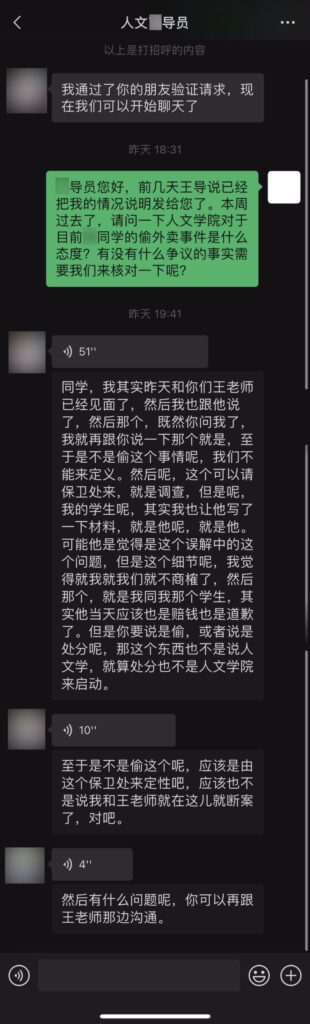 人文导员
以上是打招呼的内容
我通过了你的朋友验证请求，现
在我们可以开始聊天了
昨天 18:31
导员您好，前几天王导说已经
把我的情况说明发给您了。本周
过去了，请问一下人文学院对于
目前同学的偷外卖事件是什么
态度？有没有什么争议的事实需
要我们来核对一下呢？
昨天 19:41
51''
同学，我其实昨天和你们王老师
已经见面了，然后我也跟他说
了，然后那个，既然你问我了，
我就再跟你说一下那个就是，至
于是不是偷这个事情呢，我们不
能来定义。然后呢，这个可以请
保卫处来，就是调查，但是呢，
我的学生呢，其实我也让他写了
一下材料，就是他呢，就是他。
可能他是觉得是这个误解中的这
个问题，但是这个细节呢，我觉
得就我就我们就不商榷了，然后
那个，就是我同我那个学生，其
实他当天应该也是赔钱也是道歉
了。但是你要说是偷，或者说是
处分呢，那这个东西也不是说人
文学，就算处分也不是人文学院
来启动。
10''
至于是不是偷这个呢，应该是由
这个保卫处来定性吧，应该也不
是说我和王老师就在这儿就断案
了，对吧。
4''
然后有什么问题呢，你可以再跟
王老师那边沟通。